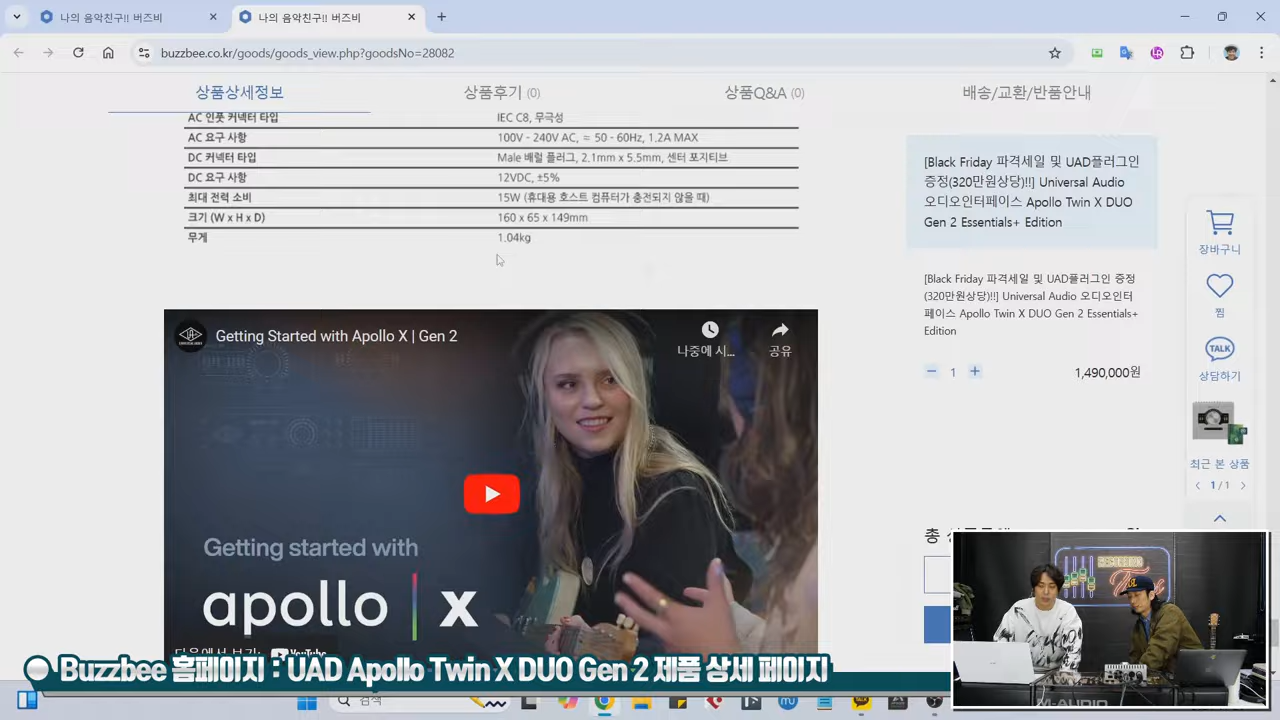 나의 음악친구!! 버즈비
나의 음악친구!! 버즈비
buzzbee.co.kr/goods/goods_view.php?goodsNo=28082
상품상세정보
상품후기 (0)
상품Q&A (0)
배송/교환/반품안내
AC 인풋 커넥터 타입 IEC C8, 무극성
AC 요구 사항 100V - 240V AC, ≂ 50 - 60Hz, 1.2A MAX
DC 커넥터 타입 Male 배럴 플러그, 2.1mm x 5.5mm, 센터 포지티브
DC 요구 사항 12VDC, ±5%
최대 전력 소비 15W (휴대용 호스트 컴퓨터가 충전되지 않을 때)
크기 (W x H x D) 160 x 65 x 149mm
무게 1.04kg
[Black Friday 파격세일 및 UAD플러그인
증정(320만원상당)!!] Universal Audio
오디오인터페이스 Apollo Twin X DUO
Gen 2 Essentials+ Edition
[Black Friday 파격세일 및 UAD플러그인 증정
(320만원상당)!!] Universal Audio 오디오인터
페이스 Apollo Twin X DUO Gen 2 Essentials+
Edition
1
1,490,000원
장바구니
찜
TALK
상담하기
최근 본 상품
1 / 1
Getting Started with Apollo X | Gen 2
나중에 시...
공유
Getting started with
apollo x
다음에서 보기: YouTube
Buzzbee 홈페이지 : UAD Apollo Twin X DUO Gen 2 제품 상세 페이지
검색
M-AUDIO